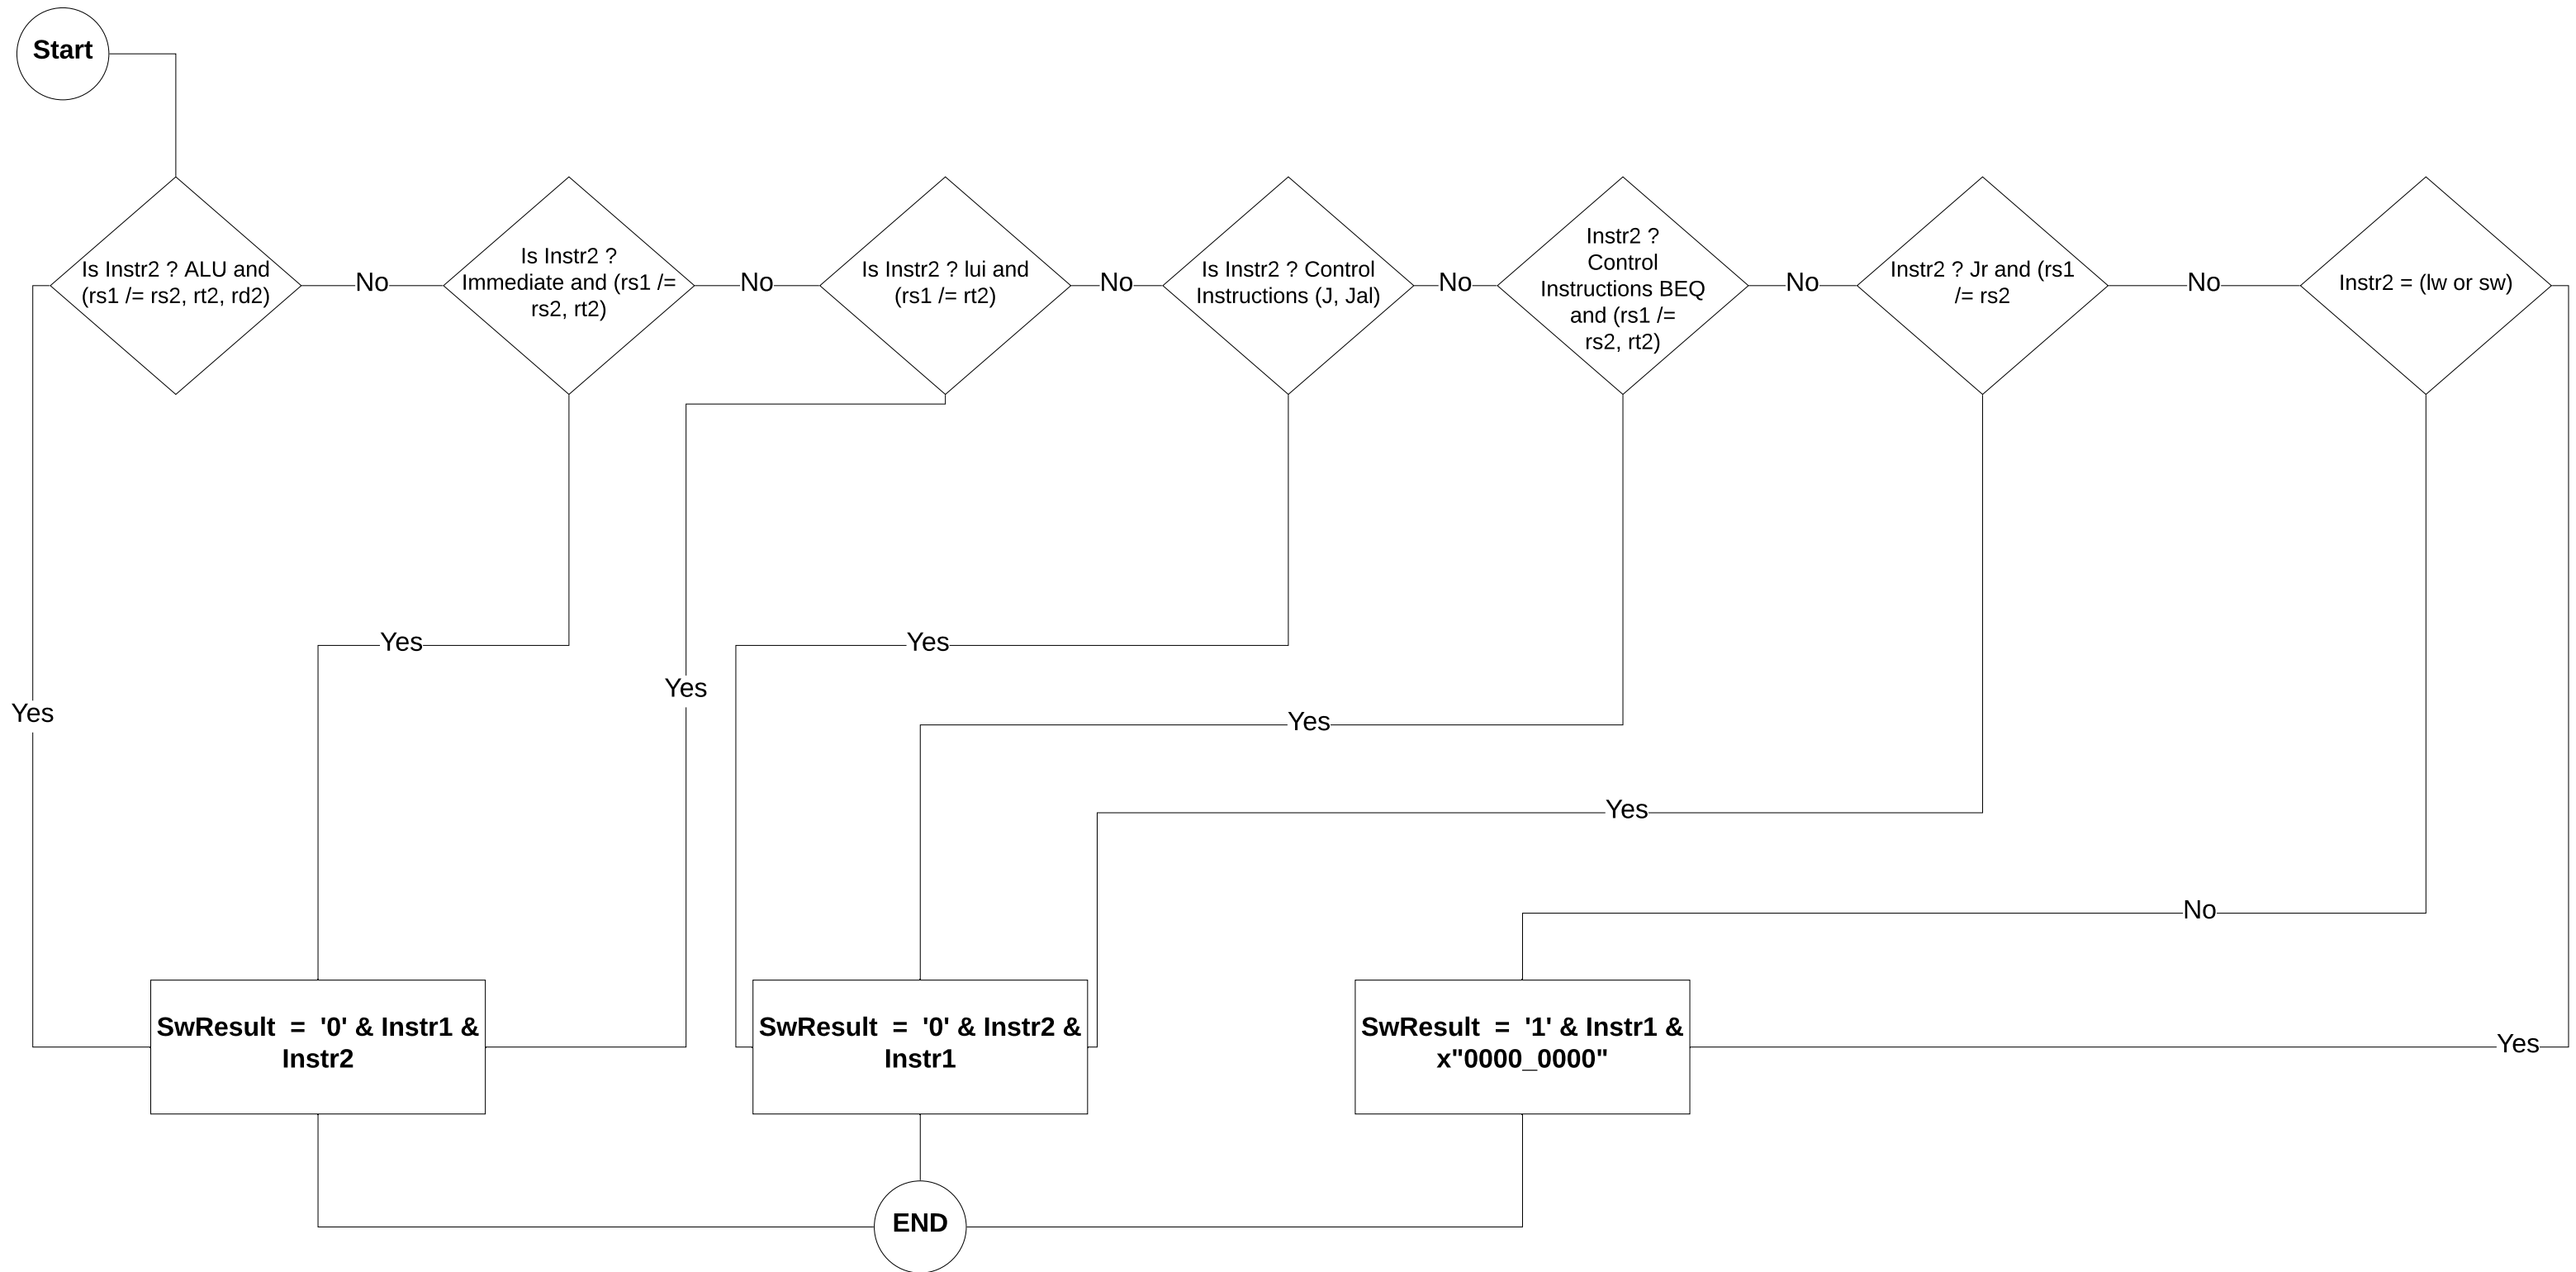 Start
Is Instr2 ? ALU and
(rs1 /= rs2, rt2, rd2)
No
Is Instr2 ?
Immediate and (rs1 /=
rs2, rt2)
No
Is Instr2 ? lui and
(rs1 /= rt2)
No
Is Instr2 ? Control
Instructions (J, Jal)
No
Instr2 ?
Control
Instructions BEQ
and (rs1 /=
rs2, rt2)
No
Instr2 ? Jr and (rs1
/= rs2
No
Instr2 = (lw or sw)
Yes
Yes
Yes
Yes
Yes
Yes
No
Yes
SwResult  =  '0' & Instr1 &
Instr2
SwResult  =  '0' & Instr2 &
Instr1
SwResult  =  '1' & Instr1 &
x"0000_0000"
END